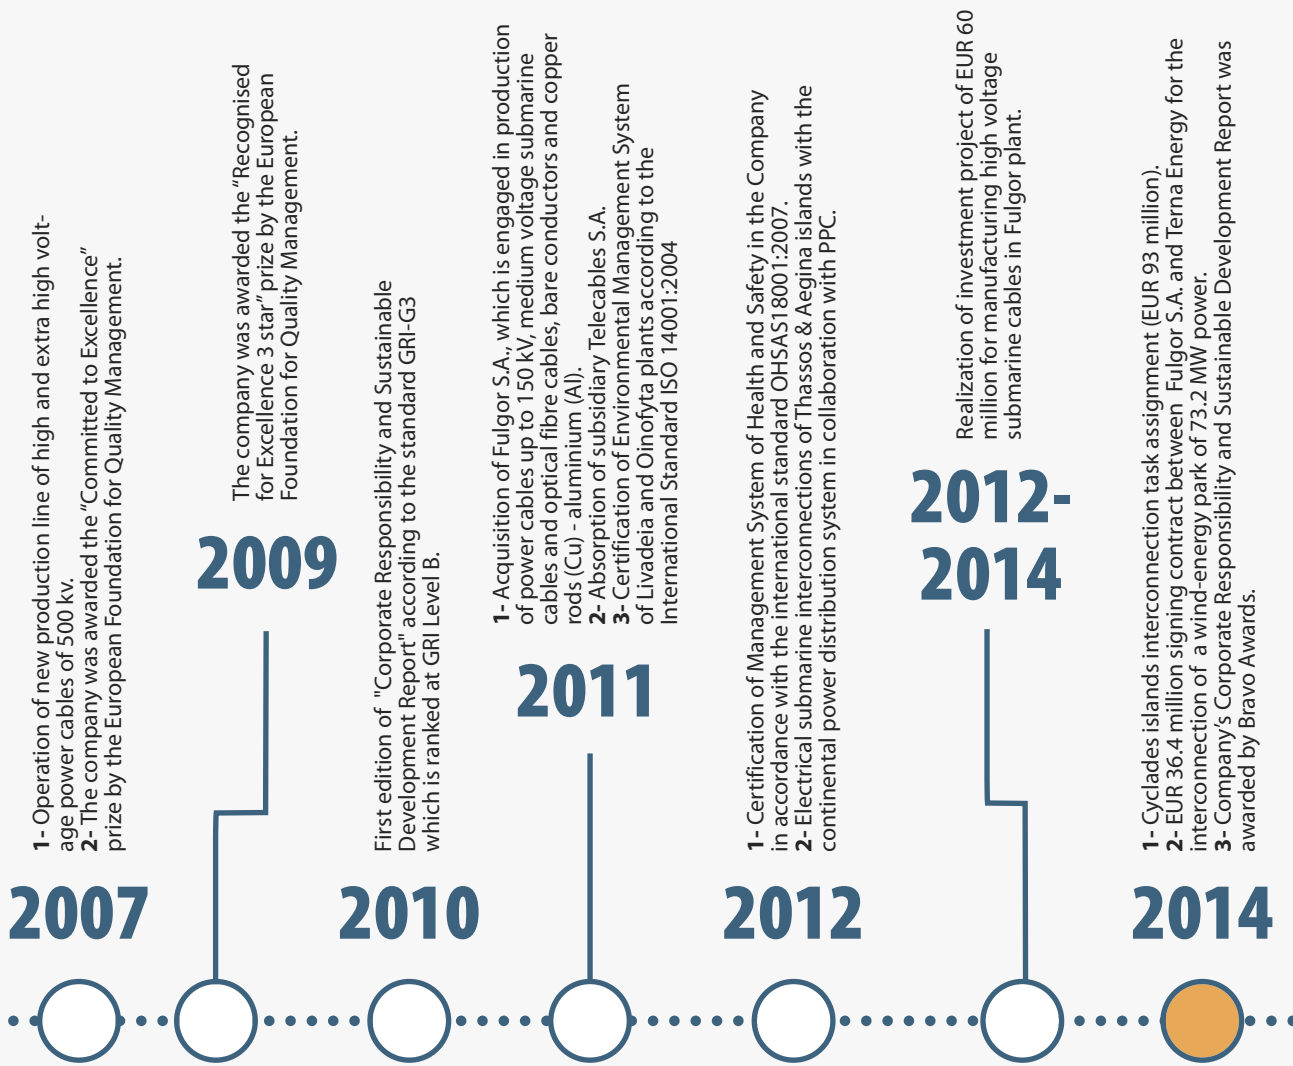 2007
1- Operation of new production line of high and extra high volt-
age power cables of 500 kv.
2- The company was awarded the “Committed to Excellence”
prize by the European Foundation for Quality Management.
2009
The company was awarded the “Recognised
for Excellence 3 star” prize by the European
Foundation for Quality Management.
2010
First edition of "Corporate Responsibility and Sustainable
Development Report" according to the standard GRI-G3
which is ranked at GRI Level B.
2011
1- Acquisition of Fulgor S.A., which is engaged in production
of power cables up to 150 kV, medium voltage submarine
cables and optical fibre cables, bare conductors and copper
rods (Cu) - aluminium (Al).
2- Absorption of subsidiary Telecables S.A.
3- Certification of Environmental Management System
of Livadeia and Oinofyta plants according to the
International Standard ISO 14001:2004
2012
1- Certification of Management System of Health and Safety in the Company
in accordance with the international standard OHSAS18001:2007.
2- Electrical submarine interconnections of Thassos & Aegina islands with the
continental power distribution system in collaboration with PPC.
2012-
2014
Realization of investment project of EUR 60
million for manufacturing high voltage
submarine cables in Fulgor plant.
2014
1- Cyclades islands interconnection task assignment (EUR 93 million).
2- EUR 36.4 million signing contract between Fulgor S.A. and Terna Energy for the
interconnection of a wind-energy park of 73.2 MW power.
3- Company’s Corporate Responsibility and Sustainable Development Report was
awarded by Bravo Awards.